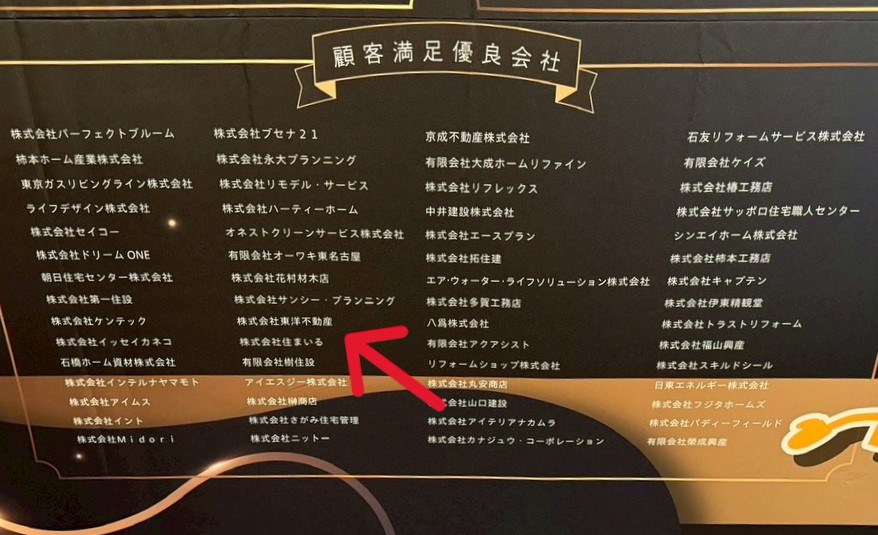 顧客満足優良会社
株式会社パーフェクトブルーム
柿本ホーム産業株式会社
東京ガスリビングライン株式会社
ライフデザイン株式会社
株式会社セイコー
株式会社ドリームONE
朝日住宅センター株式会社
株式会社第一住設
株式会社ケンテック
株式会社イッセイカネコ
石橋ホーム資材株式会社
株式会社インテルナヤマモト
株式会社アイムス
株式会社イント
株式会社Midori
株式会社ブセナ21
株式会社永大プランニング
株式会社リモデル・サービス
株式会社ハーティーホーム
オネストクリーンサービス株式会社
有限会社オーワキ東名古屋
株式会社花村材木店
株式会社サンシー・プランニング
株式会社東洋不動産
株式会社住まいる
有限会社樹住設
アイエスジー株式会社
株式会社榊商店
株式会社さがみ住宅管理
株式会社ニットー
京成不動産株式会社
有限会社大成ホームリファイン
株式会社リフレックス
中井建設株式会社
株式会社エースプラン
株式会社拓住建
エア・ウォーター・ライフソリューション株式会社
株式会社多賀工務店
八爲株式会社
有限会社アクアシスト
リフォームショップ株式会社
株式会社丸安商店
式会社山口建設
株式会社アイテリアナカムラ
株式会社カナジュウ・コーポレーション
石友リフォームサービス株式会社
有限会社ケイズ
株式会社椿工務店
株式会社サッポロ住宅職人センター
シンエイホーム株式会社
株式会社柿本工務店
株式会社キャプテン
株式会社伊東精観堂
株式会社トラストリフォーム
株式会社福山興産
株式会社スキルドシール
日東エネルギー株式会社
株式会社フジタホームズ
株式会社バディーフィールド
有限会社榮成興産